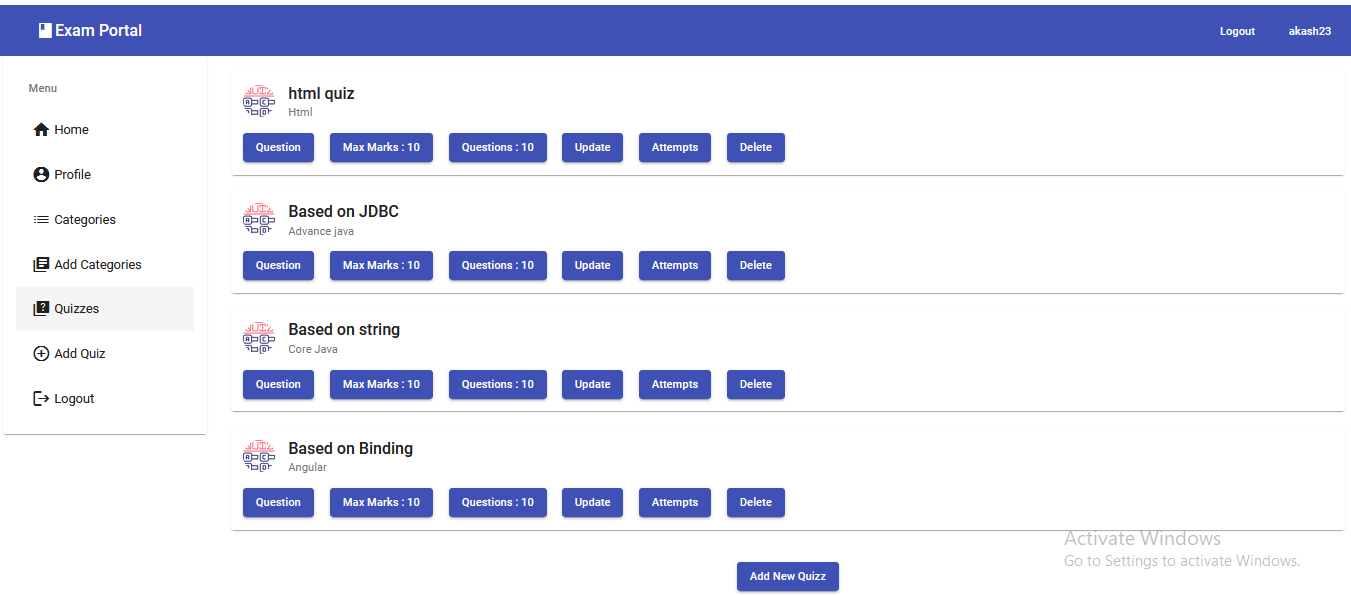 Exam Portal
Logout
akash23
Menu
Home
Profile
Categories
Add Categories
Quizzes
Add Quiz
Logout
html quiz
Html
Question Max Marks : 10 Questions : 10 Update Attempts Delete
Based on JDBC
Advance java
Question Max Marks : 10 Questions : 10 Update Attempts Delete
Based on string
Core Java
Question Max Marks : 10 Questions : 10 Update Attempts Delete
Based on Binding
Angular
Question Max Marks : 10 Questions : 10 Update Attempts Delete
Add New Quizz
Activate Windows
Go to Settings to activate Windows.